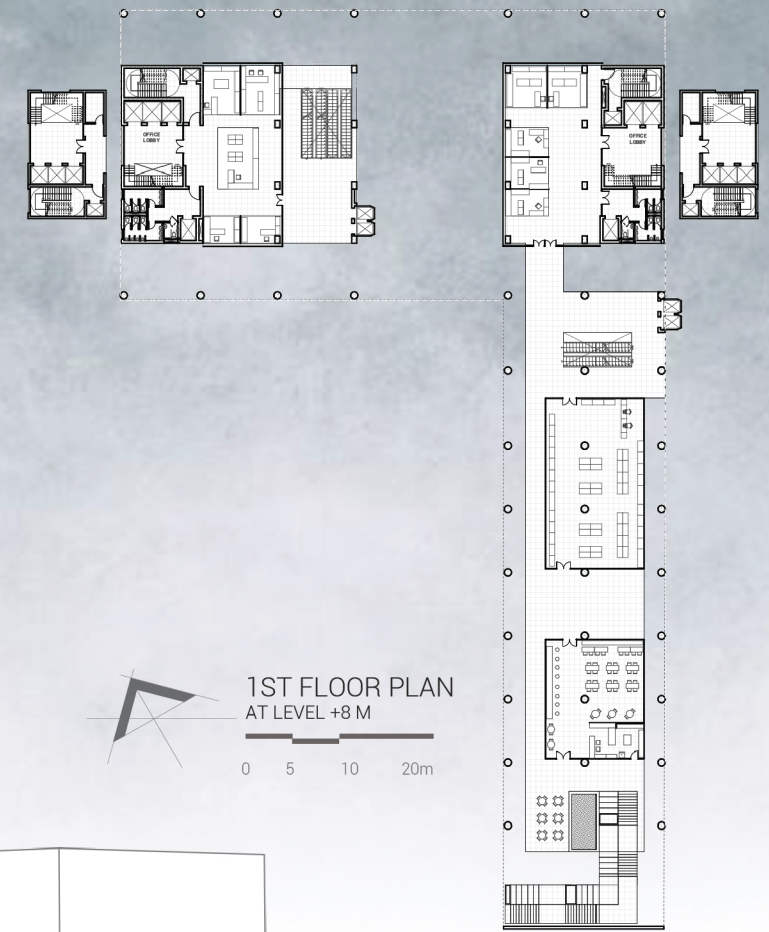 OFFICE
LOBBY
OFFICE
LOBBY
1ST FLOOR PLAN
AT LEVEL +8 M
0 5 10 20m